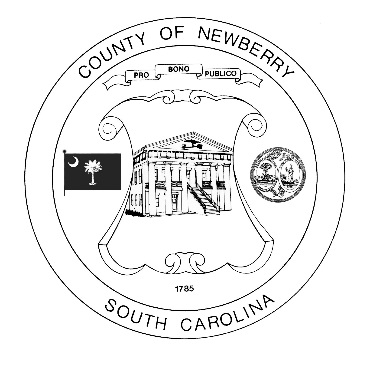 COUNTY OF NEWBERRY
PRO BONO PUBLICO
1785
SOUTH CAROLINA